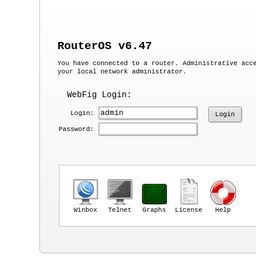 RouterOS v6.47
You have connected to a router. Administrative acce
your local network administrator.
WebFig Login:
Login: admin
Login
Password:
Winbox Telnet Graphs License Help